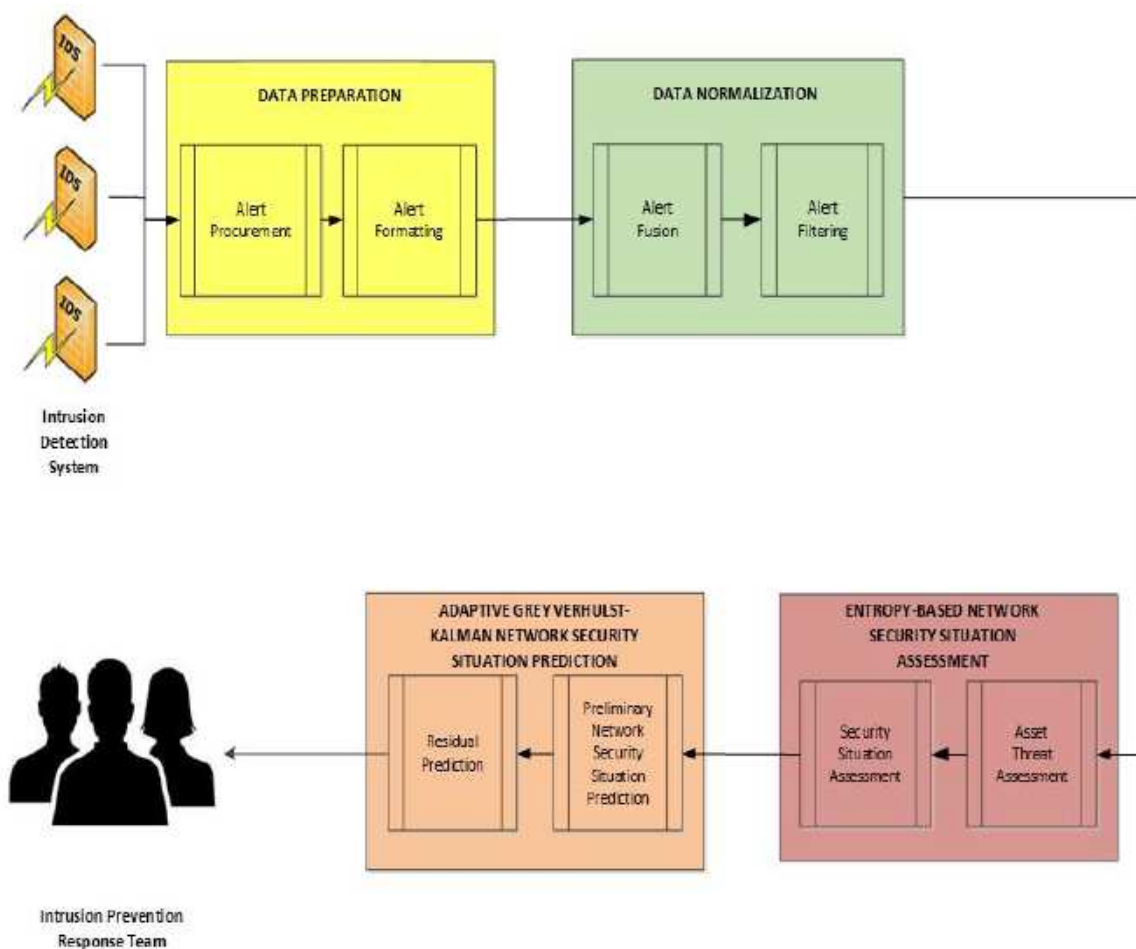 IDS
DATA PREPARATION
DATA NORMALIZATION
IDS
Alert
Procurement
Alert
Formatting
Alert
Fusion
Alert
Filtering
IDS
Intrusion
Detection
System
ADAPTIVE GREY VERHULST-
KALMAN NETWORK SECURITY
SITUATION PREDICTION
ENTROPY-BASED NETWORK
SECURITY SITUATION
ASSESSMENT
Residual
Prediction
Preliminary
Network
Security
Situation
Prediction
Security
Situation
Assessment
Asset
Threat
Assessment
Intrusion Prevention
Response Team